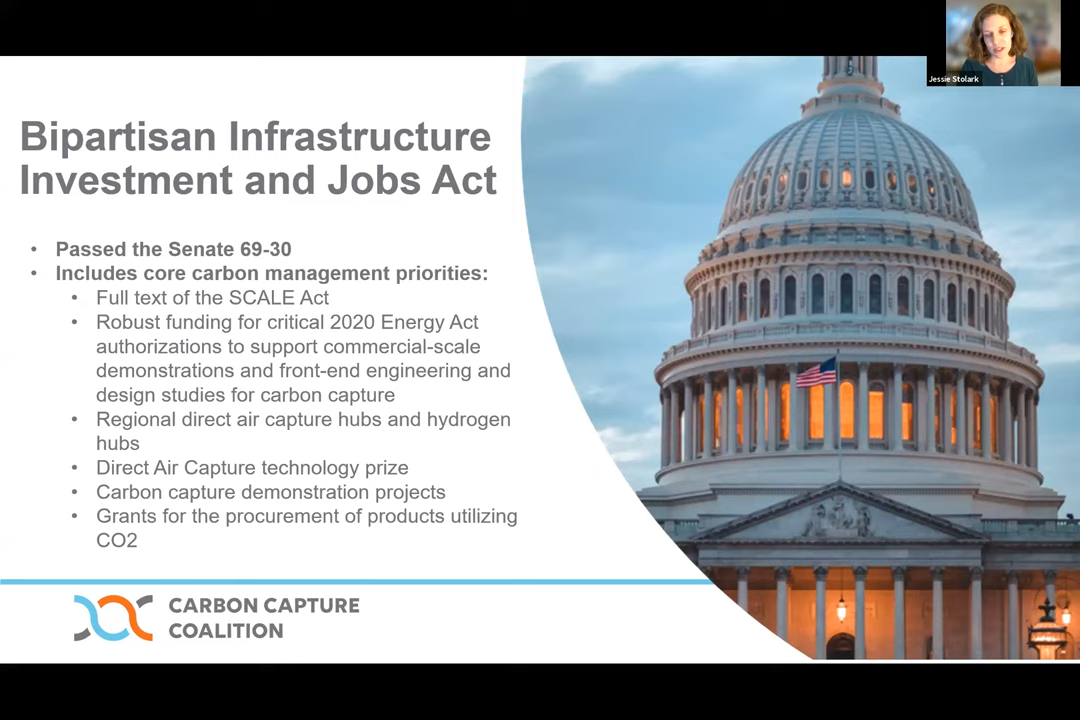 Jessie Stolark
Bipartisan Infrastructure
Investment and Jobs Act
• Passed the Senate 69-30
• Includes core carbon management priorities:
• Full text of the SCALE Act
• Robust funding for critical 2020 Energy Act
authorizations to support commercial-scale
demonstrations and front-end engineering and
design studies for carbon capture
• Regional direct air capture hubs and hydrogen
hubs
• Direct Air Capture technology prize
• Carbon capture demonstration projects
• Grants for the procurement of products utilizing
CO2
CARBON CAPTURE
COALITION